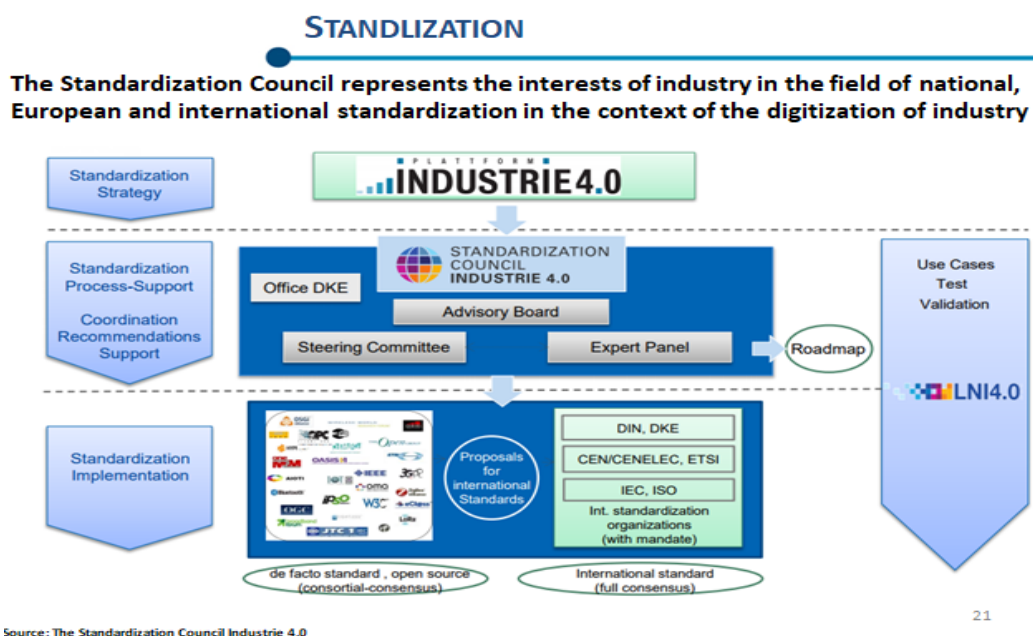 STANDLIZATION
The Standardization Council represents the interests of industry in the field of national,
European and international standardization in the context of the digitization of industry
Standardization
Strategy
PLATTFORM
INDUSTRIE4.0
Standardization
Process-Support
Coordination
Recommendations
Support
STANDARDIZATION
COUNCIL
INDUSTRIE 4.0
Office DKE
Advisory Board
Steering Committee
Expert Panel
Roadmap
Use Cases
Test
Validation
LNI4.0
Standardization
Implementation
OSGi
OPC
OASIS
IEEE
AIOTI
Bluetooth
W3C
OGC
LoRa
Proposals
for
international
Standards
DIN, DKE
CEN/CENELEC, ETSI
IEC, ISO
Int. standardization
organizations
(with mandate)
de facto standard , open source
(consortial-consensus)
International standard
(full consensus)
21
Source: The Standardization Council Industrie 4.0